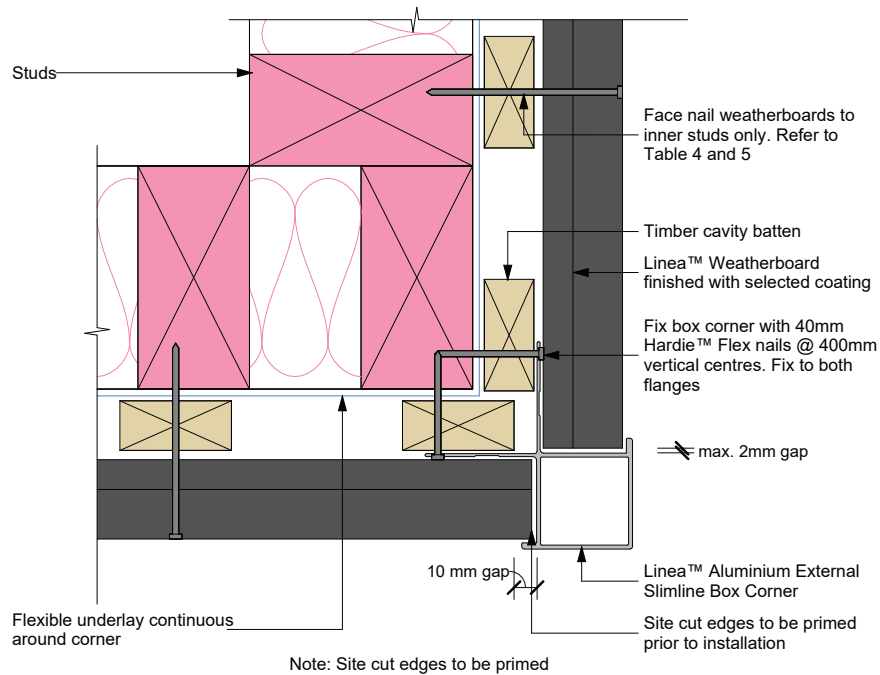 Studs
Face nail weatherboards to
inner studs only. Refer to
Table 4 and 5
Timber cavity batten
Linea™ Weatherboard
finished with selected coating
Fix box corner with 40mm
Hardie™ Flex nails @ 400mm
vertical centres. Fix to both
flanges
max. 2mm gap
10 mm gap
Linea™ Aluminium External
Slimline Box Corner
Flexible underlay continuous
around corner
Site cut edges to be primed
prior to installation
Note: Site cut edges to be primed